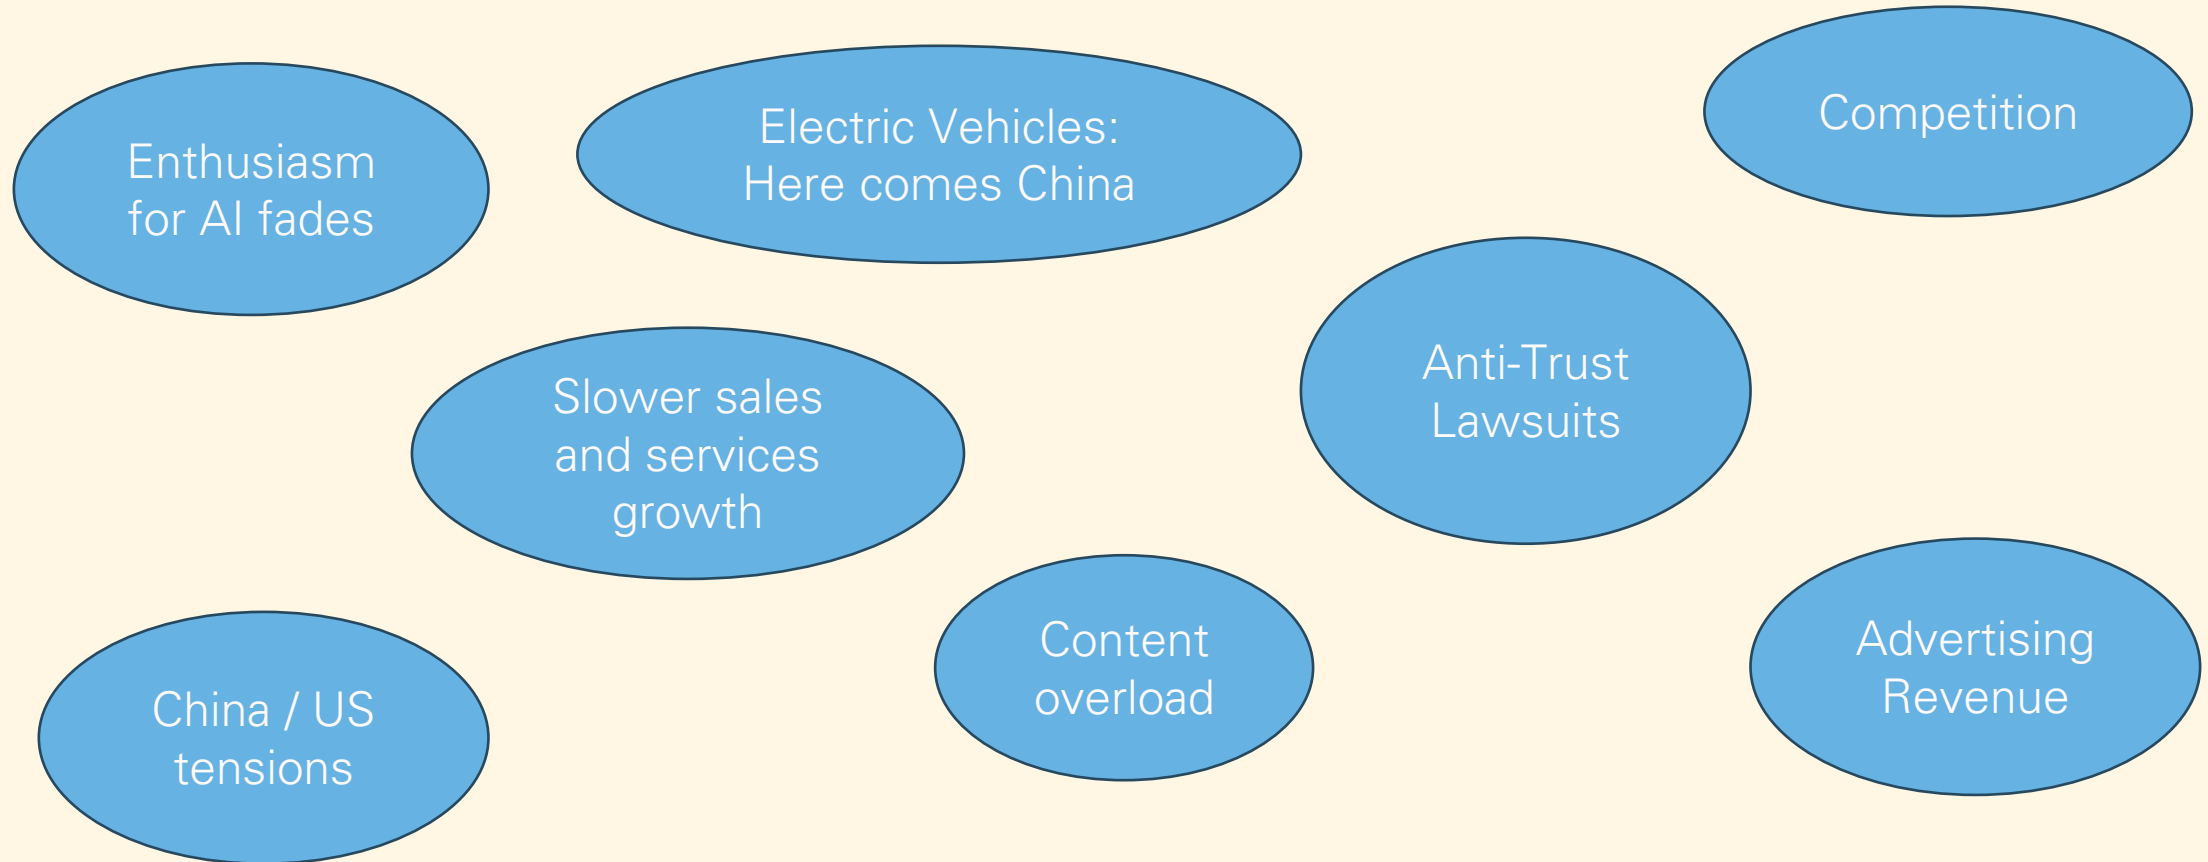 Enthusiasm
for AI fades
Electric Vehicles:
Here comes China
Competition
Slower sales
and services
growth
Anti-Trust
Lawsuits
China / US
tensions
Content
overload
Advertising
Revenue